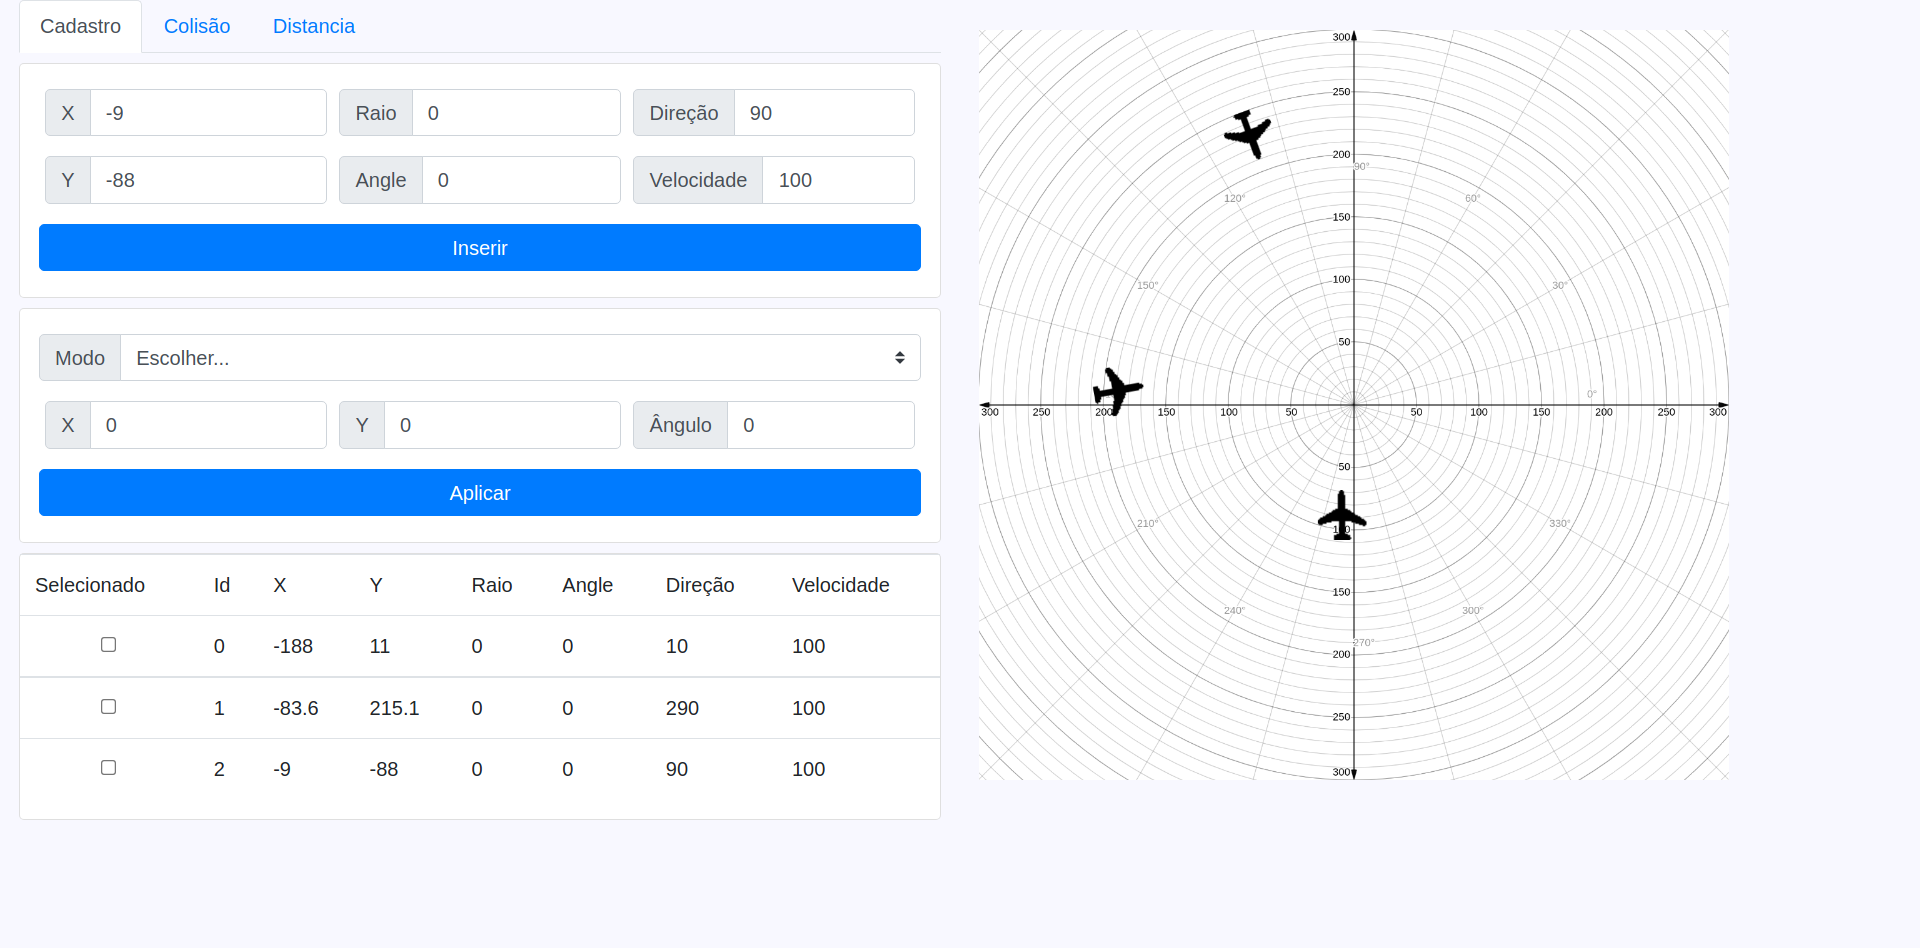 Cadastro Colisão Distancia
X -9 Raio 0 Direção 90
Y -88 Angle 0 Velocidade 100
Inserir
Modo Escolher...
X 0 Y 0 Ângulo 0
Aplicar
Selecionado Id X Y Raio Angle Direção Velocidade
0 -188 11 0 0 10 100
1 -83.6 215.1 0 0 290 100
2 -9 -88 0 0 90 100
300
250
200
90°
120° 60°
150
100
150° 30°
50
0°
300 250 200 150 100 50 50 100 150 200 250 300
50
210° 100 330°
150
240° 300°
270°
200
250
300